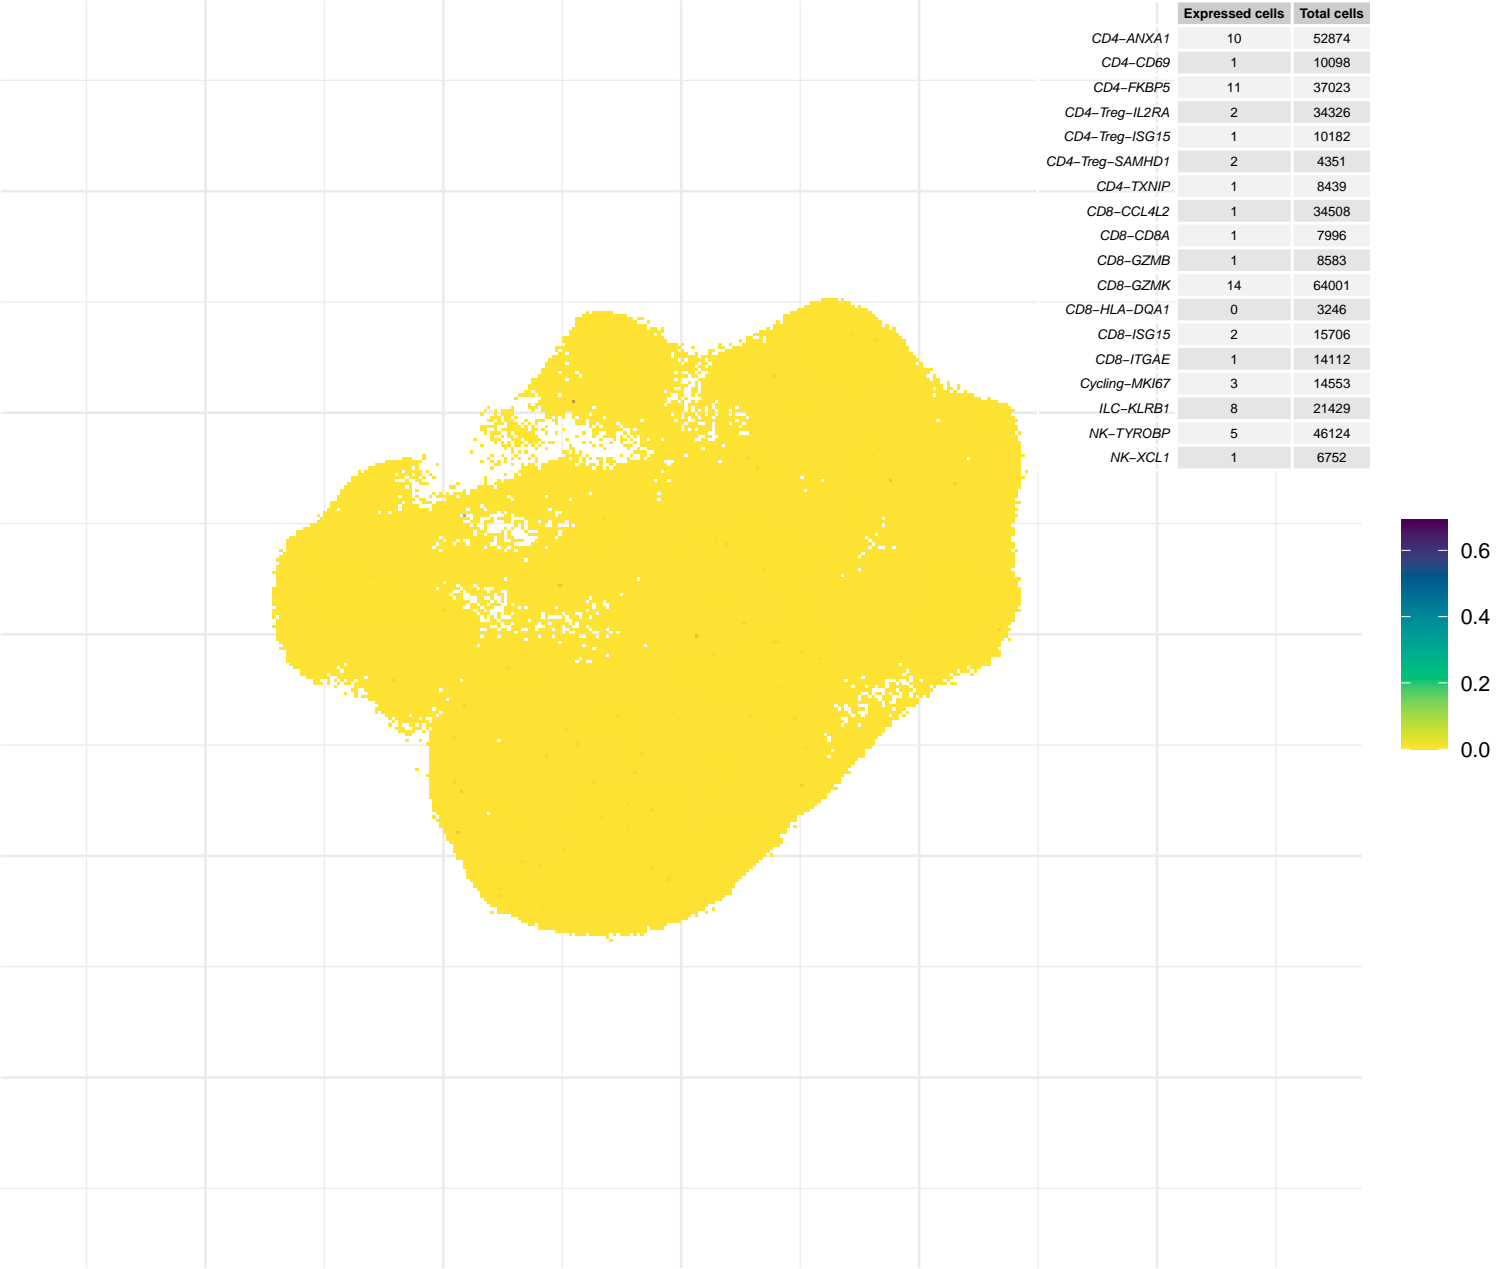 Expressed cells Total cells
CD4−ANXA1 10 52874
CD4−CD69 1 10098
CD4−FKBP5 11 37023
CD4−Treg−IL2RA 2 34326
CD4−Treg−ISG15 1 10182
CD4−Treg−SAMHD1 2 4351
CD4−TXNIP 1 8439
CD8−CCL4L2 1 34508
CD8−CD8A 1 7996
CD8−GZMB 1 8583
CD8−GZMK 14 64001
CD8−HLA−DQA1 0 3246
CD8−ISG15 2 15706
CD8−ITGAE 1 14112
Cycling−MKI67 3 14553
ILC−KLRB1 8 21429
NK−TYROBP 5 46124
NK−XCL1 1 6752
0.6
0.4
0.2
0.0